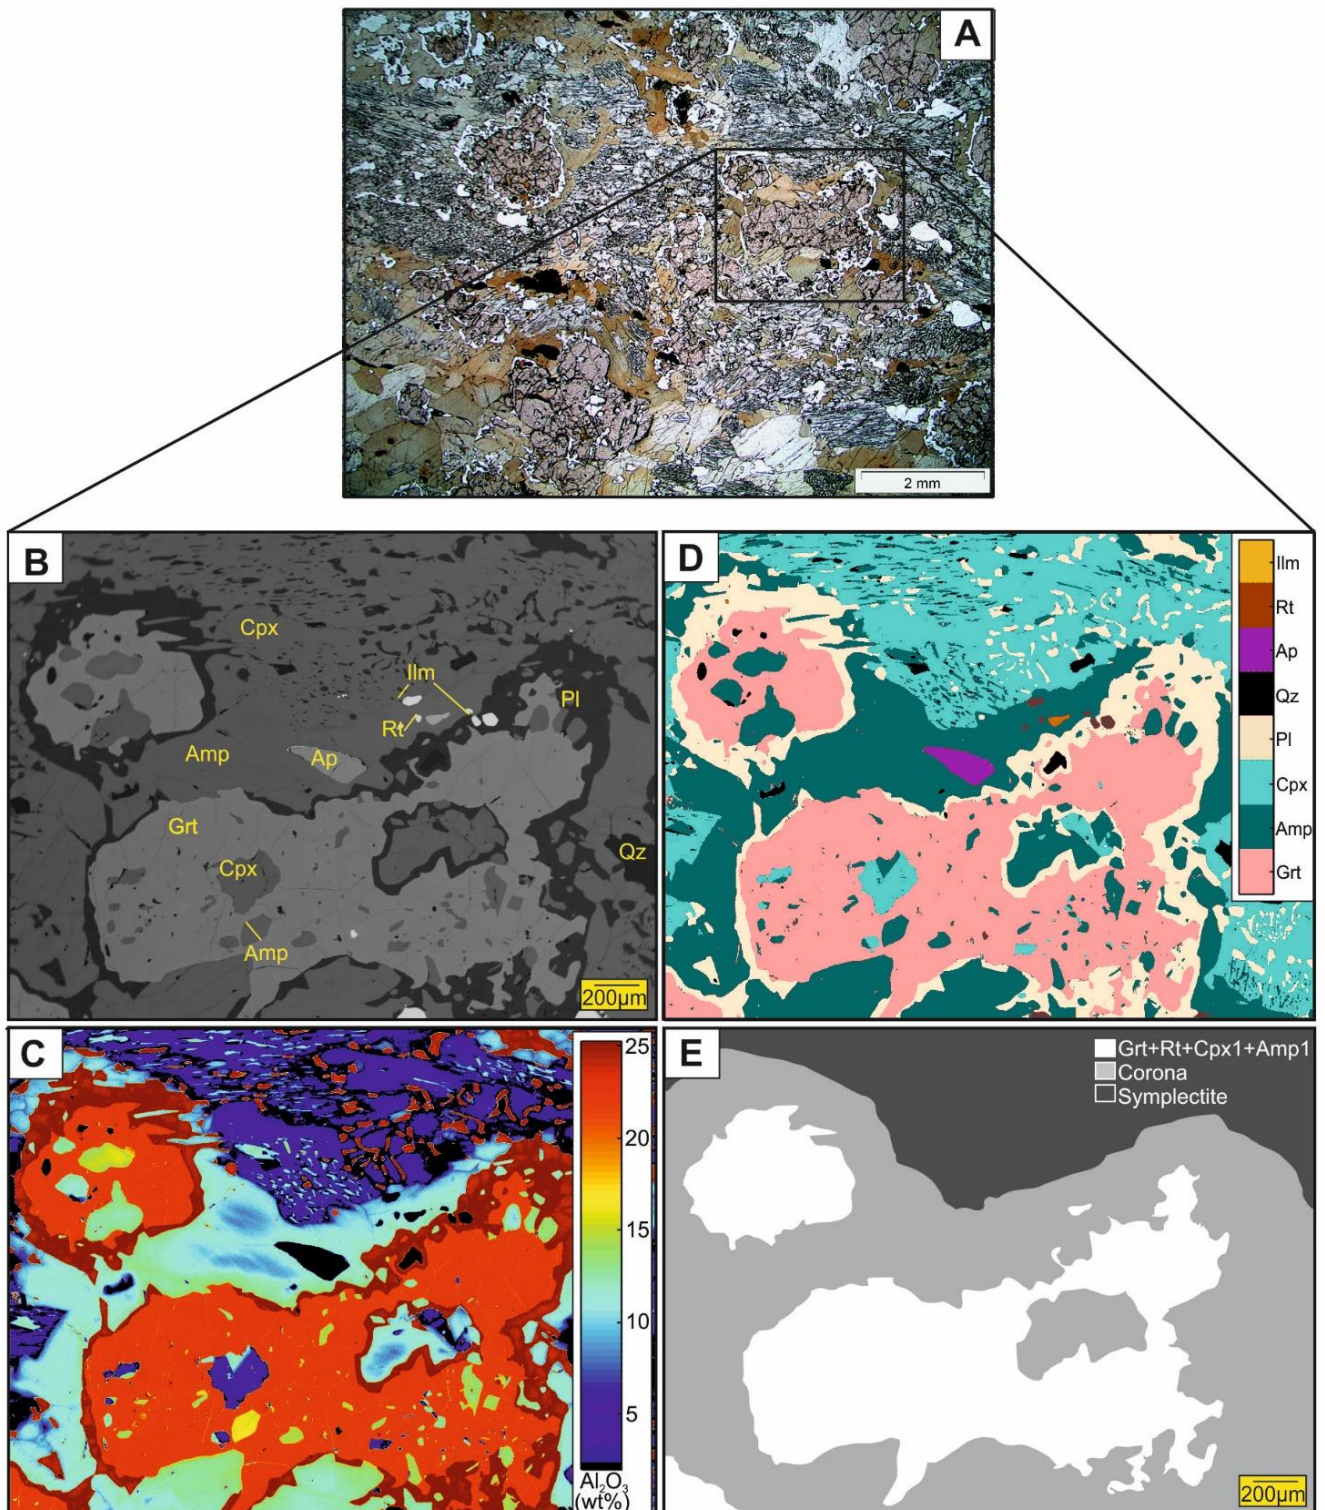 A
2 mm
B
Cpx
Ilm
Rt
Pl
Amp
Ap
Grt
Cpx
Qz
Amp
200µm
D
Ilm
Rt
Ap
Qz
Pl
Cpx
Amp
Grt
C
25
20
15
10
5
Al₂O₃
(wt%)
E
Grt+Rt+Cpx1+Amp1
Corona
Symplectite
200µm